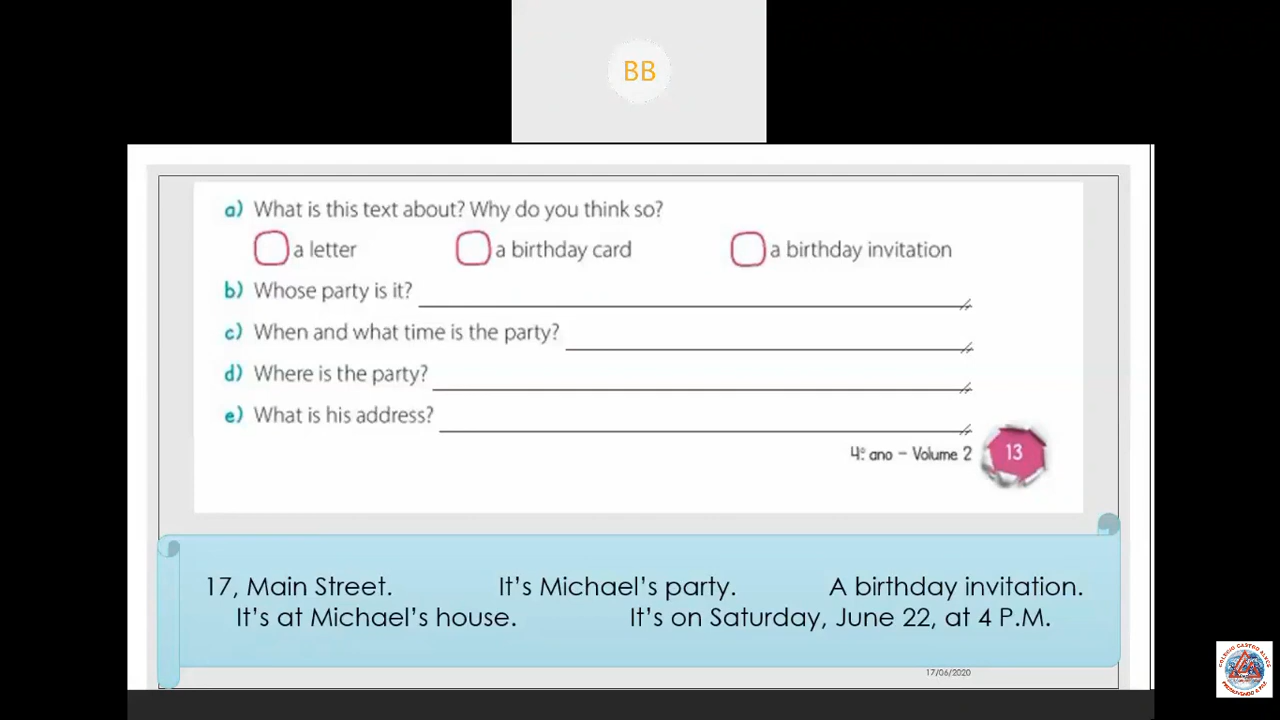 BB
a) What is this text about? Why do you think so?
a letter a birthday card a birthday invitation
b) Whose party is it?
c) When and what time is the party?
d) Where is the party?
e) What is his address?
4º ano - Volume 2 13
17, Main Street. It's Michael's party. A birthday invitation.
It's at Michael's house. It's on Saturday, June 22, at 4 P.M.
17/06/2020
COLÉGIO CASTRO ALVES